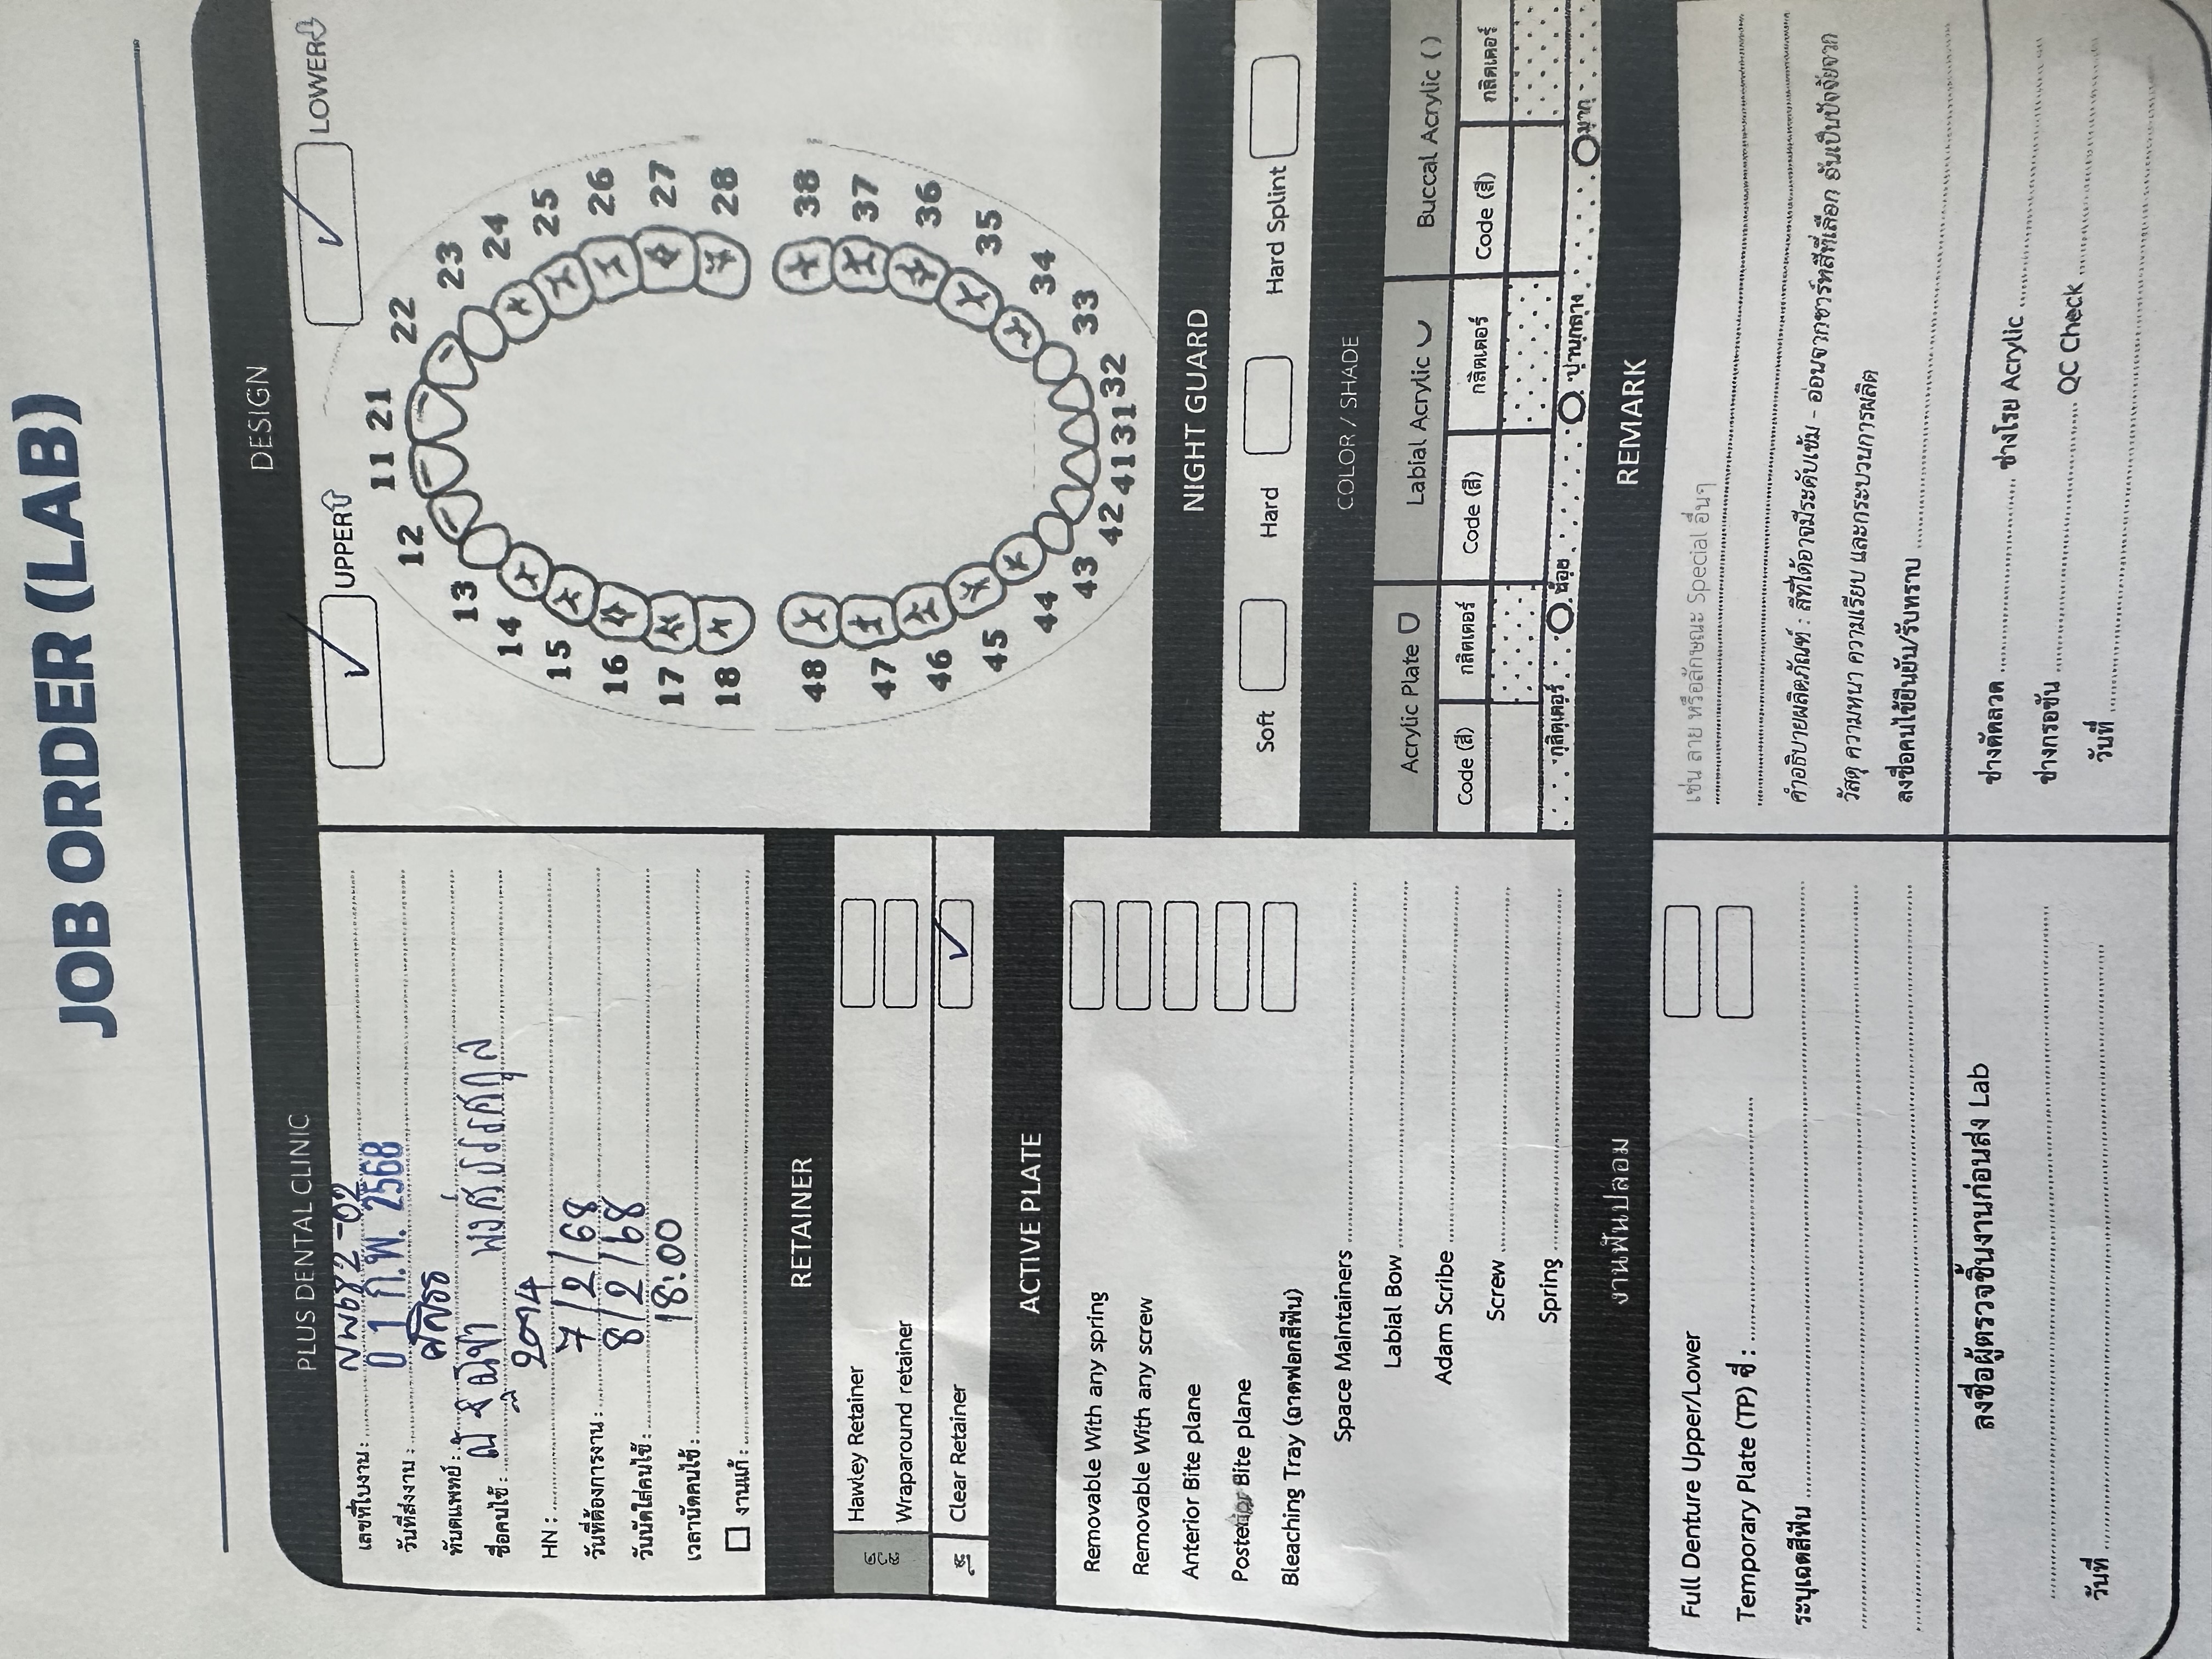 JOB ORDER (LAB)
PLUS DENTAL CLINIC
เลขที่ใบงาน : นพ682-02
วันที่ส่งงาน : 01 ก.พ. 2568
ทันตแพทย์ : ศศิธร
ชื่อคนไข้ : ณัฐณิชา
HN : 2074
วันที่ต้องการงาน : 7/2/68
วันนัดใส่คนไข้ : 8/2/68
เวลานัดคนไข้ : 18:00
งานแก้ :
DESIGN
✓ UPPER ✓ LOWER
11 21
12 22
13 23
14 24
15 25
16 26
17 27
18 28
48 38
47 37
46 36
45 35
44 34
43 33
42 41 31 32
RETAINER
ลวด
Hawley Retainer
Wraparound retainer
ใส
Clear Retainer ✓
ACTIVE PLATE
Removable With any spring
Removable With any screw
Anterior Bite plane
Posterior Bite plane
Bleaching Tray (ถาดฟอกสีฟัน)
Space Maintainers
Labial Bow
Adam Scribe
Screw
Spring
NIGHT GUARD
Soft Hard Hard Splint
COLOR / SHADE
Acrylic Plate Labial Acrylic Buccal Acrylic ( )
Code (สี) กลิตเตอร์ Code (สี) กลิตเตอร์ Code (สี) กลิตเตอร์
กลิตเตอร์ น้อย ปานกลาง มาก
งานฟันปลอม
Full Denture Upper/Lower
Temporary Plate (TP) ซี่ :
ระบุเฉดสีฟัน
REMARK
เช่น ลาย หรือลักษณะ Special อื่นๆ
คำอธิบายผลิตภัณฑ์ : สีที่ได้อาจมีระดับเข้ม - อ่อนจากชาร์ทสีที่เลือก อันเป็นปัจจัยจาก
วัสดุ ความหนา ความเรียบ และกระบวนการผลิต
ลงชื่อคนไข้ยืนยัน/รับทราบ
ลงชื่อผู้ตรวจชิ้นงานก่อนส่ง Lab
วันที่
ช่างดัดลวด ช่างโรย Acrylic
ช่างกรอขัน QC Check
วันที่